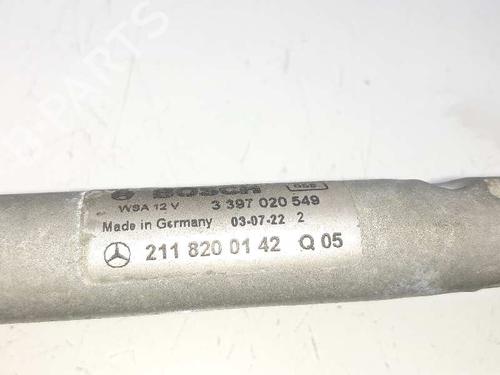 BOSCH
WSA 12 V 3 397 020 549
Made in Germany 03-07-22 2
211 820 01 42 Q 05